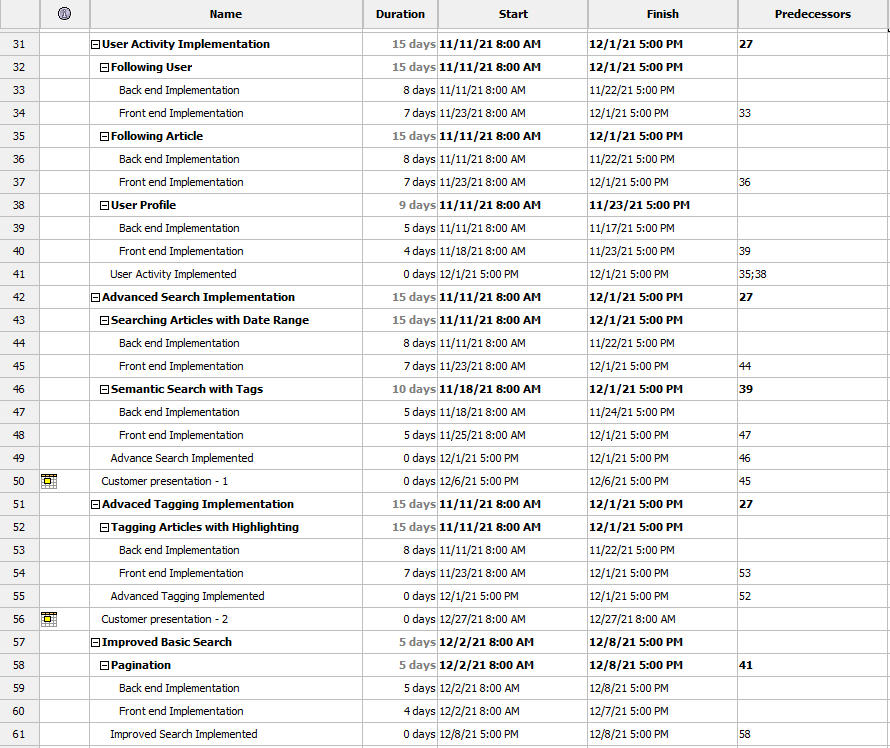 Name Duration Start Finish Predecessors
31 User Activity Implementation 15 days 11/11/21 8:00 AM 12/1/21 5:00 PM 27
32 Following User 15 days 11/11/21 8:00 AM 12/1/21 5:00 PM
33 Back end Implementation 8 days 11/11/21 8:00 AM 11/22/21 5:00 PM
34 Front end Implementation 7 days 11/23/21 8:00 AM 12/1/21 5:00 PM 33
35 Following Article 15 days 11/11/21 8:00 AM 12/1/21 5:00 PM
36 Back end Implementation 8 days 11/11/21 8:00 AM 11/22/21 5:00 PM
37 Front end Implementation 7 days 11/23/21 8:00 AM 12/1/21 5:00 PM 36
38 User Profile 9 days 11/11/21 8:00 AM 11/23/21 5:00 PM
39 Back end Implementation 5 days 11/11/21 8:00 AM 11/17/21 5:00 PM
40 Front end Implementation 4 days 11/18/21 8:00 AM 11/23/21 5:00 PM 39
41 User Activity Implemented 0 days 12/1/21 5:00 PM 12/1/21 5:00 PM 35;38
42 Advanced Search Implementation 15 days 11/11/21 8:00 AM 12/1/21 5:00 PM 27
43 Searching Articles with Date Range 15 days 11/11/21 8:00 AM 12/1/21 5:00 PM
44 Back end Implementation 8 days 11/11/21 8:00 AM 11/22/21 5:00 PM
45 Front end Implementation 7 days 11/23/21 8:00 AM 12/1/21 5:00 PM 44
46 Semantic Search with Tags 10 days 11/18/21 8:00 AM 12/1/21 5:00 PM 39
47 Back end Implementation 5 days 11/18/21 8:00 AM 11/24/21 5:00 PM
48 Front end Implementation 5 days 11/25/21 8:00 AM 12/1/21 5:00 PM 47
49 Advance Search Implemented 0 days 12/1/21 5:00 PM 12/1/21 5:00 PM 46
50 Customer presentation - 1 0 days 12/6/21 5:00 PM 12/6/21 5:00 PM 45
51 Advaced Tagging Implementation 15 days 11/11/21 8:00 AM 12/1/21 5:00 PM 27
52 Tagging Articles with Highlighting 15 days 11/11/21 8:00 AM 12/1/21 5:00 PM
53 Back end Implementation 8 days 11/11/21 8:00 AM 11/22/21 5:00 PM
54 Front end Implementation 7 days 11/23/21 8:00 AM 12/1/21 5:00 PM 53
55 Advanced Tagging Implemented 0 days 12/1/21 5:00 PM 12/1/21 5:00 PM 52
56 Customer presentation - 2 0 days 12/27/21 8:00 AM 12/27/21 8:00 AM
57 Improved Basic Search 5 days 12/2/21 8:00 AM 12/8/21 5:00 PM
58 Pagination 5 days 12/2/21 8:00 AM 12/8/21 5:00 PM 41
59 Back end Implementation 5 days 12/2/21 8:00 AM 12/8/21 5:00 PM
60 Front end Implementation 4 days 12/2/21 8:00 AM 12/7/21 5:00 PM
61 Improved Search Implemented 0 days 12/8/21 5:00 PM 12/8/21 5:00 PM 58